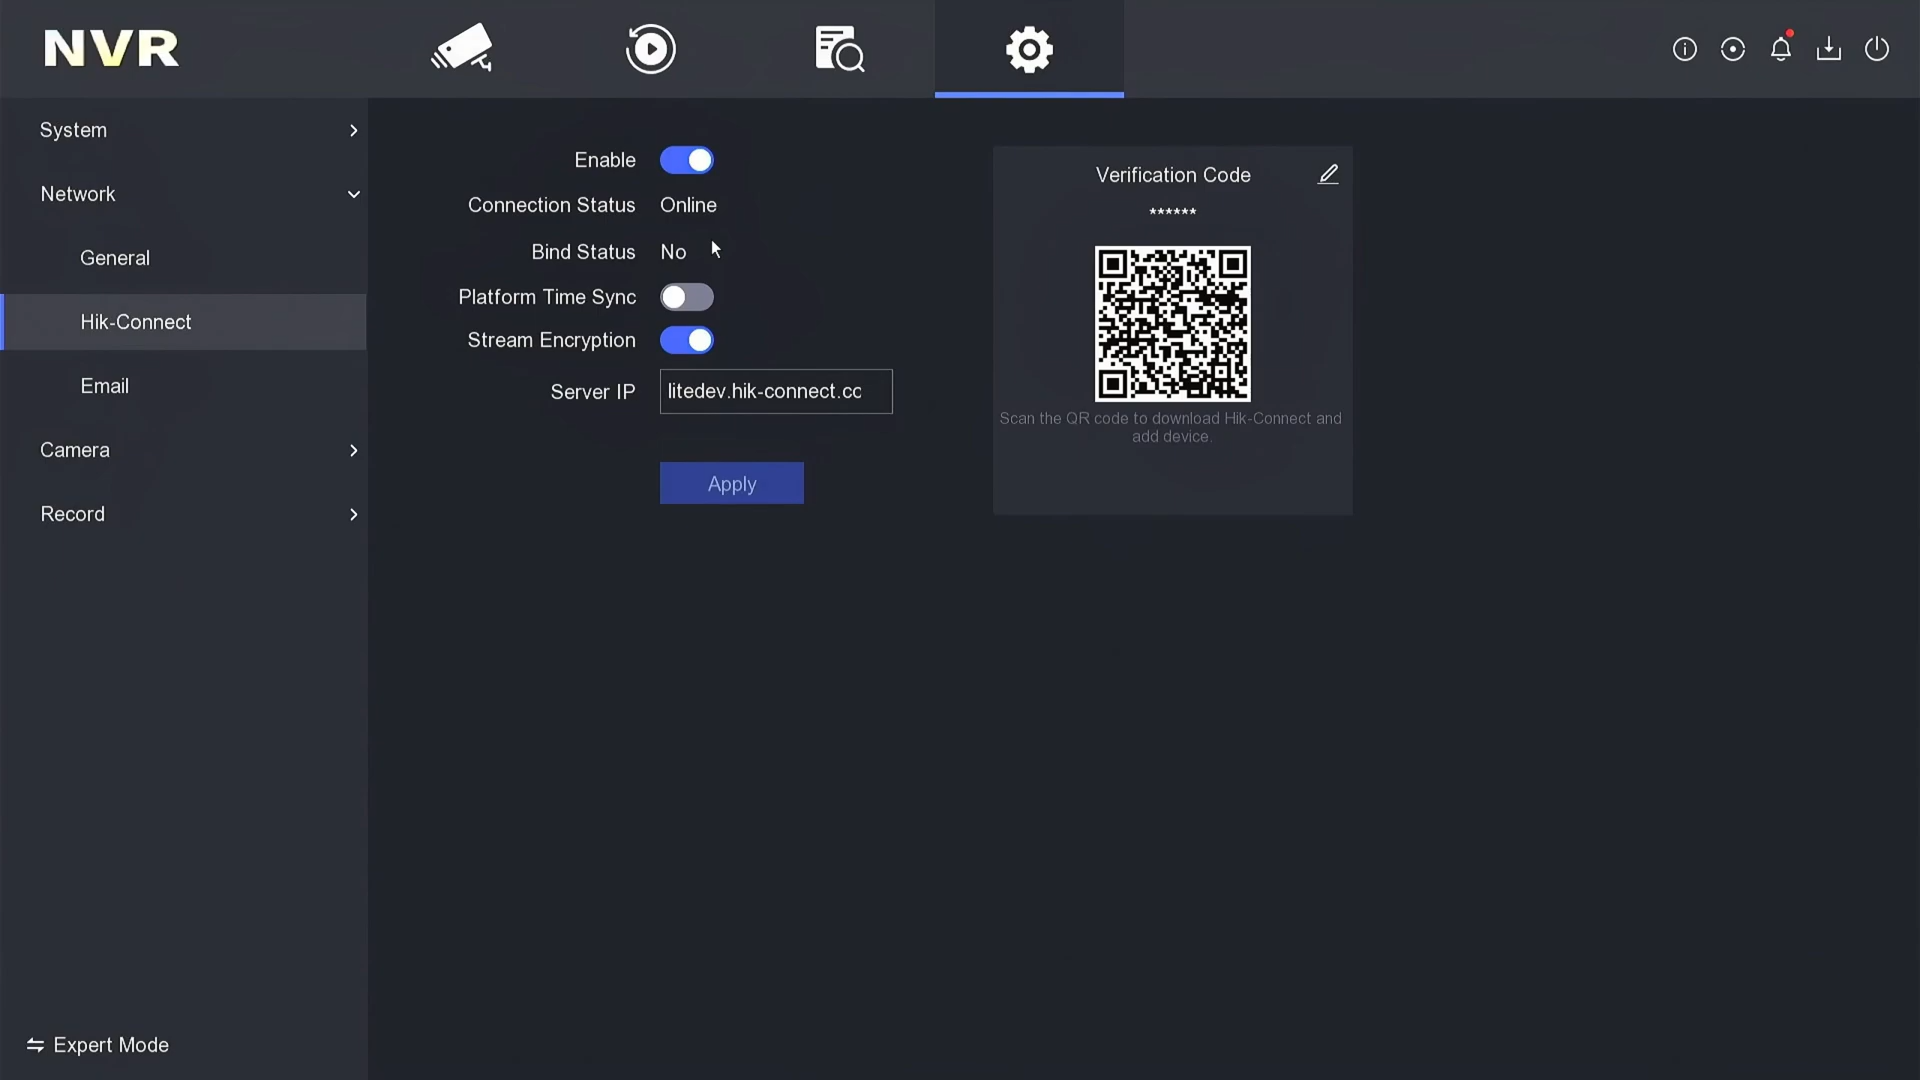 NVR
System
Network
General
Hik-Connect
Email
Camera
Record
Expert Mode
Enable
Connection Status Online
Bind Status No
Platform Time Sync
Stream Encryption
Server IP litedev.hik-connect.cc
Apply
Verification Code
******
Scan the QR code to download Hik-Connect and
add device.